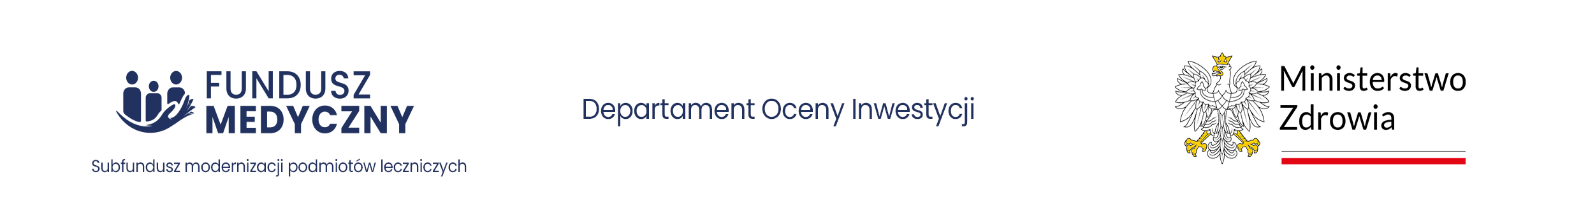 FUNDUSZ
MEDYCZNY
Subfundusz modernizacji podmiotów leczniczych
Departament Oceny Inwestycji
Ministerstwo
Zdrowia